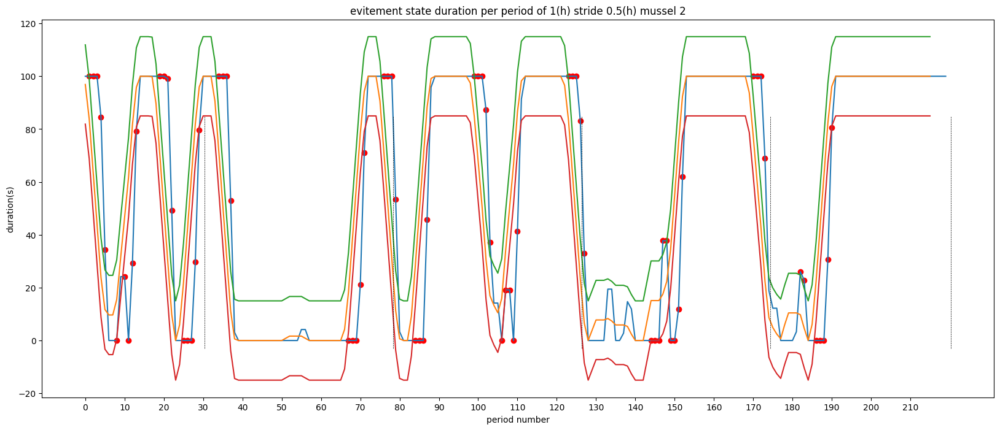 evitement state duration per period of 1(h) stride 0.5(h) mussel 2
120
100
80
60
40
20
0
−20
duration(s)
0 10 20 30 40 50 60 70 80 90 100 110 120 130 140 150 160 170 180 190 200 210
period number